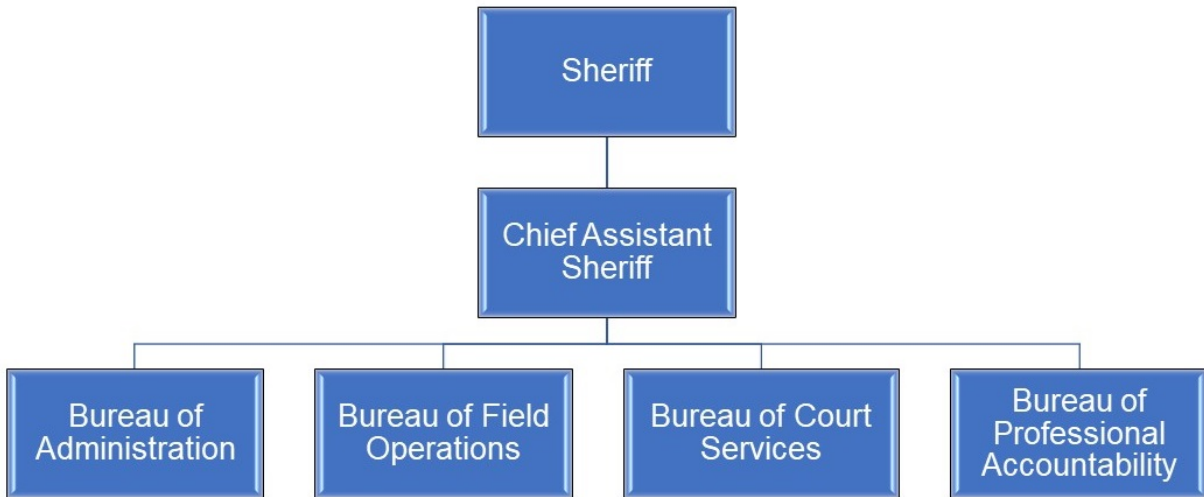 Sheriff
Chief Assistant
Sheriff
Bureau of
Administration
Bureau of Field
Operations
Bureau of Court
Services
Bureau of
Professional
Accountability